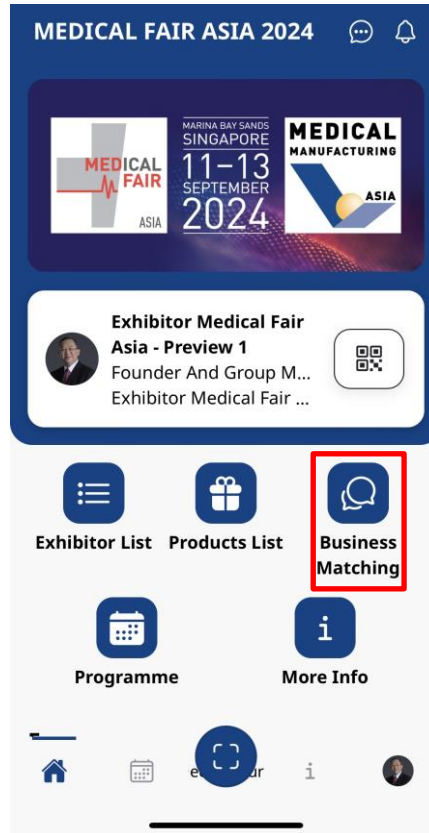 MEDICAL FAIR ASIA 2024
MEDICAL
FAIR
ASIA
MARINA BAY SANDS
SINGAPORE
11–13
SEPTEMBER
2024
MEDICAL
MANUFACTURING
ASIA
Exhibitor Medical Fair
Asia - Preview 1
Founder And Group M...
Exhibitor Medical Fair ...
Exhibitor List
Products List
Business
Matching
Programme
More Info